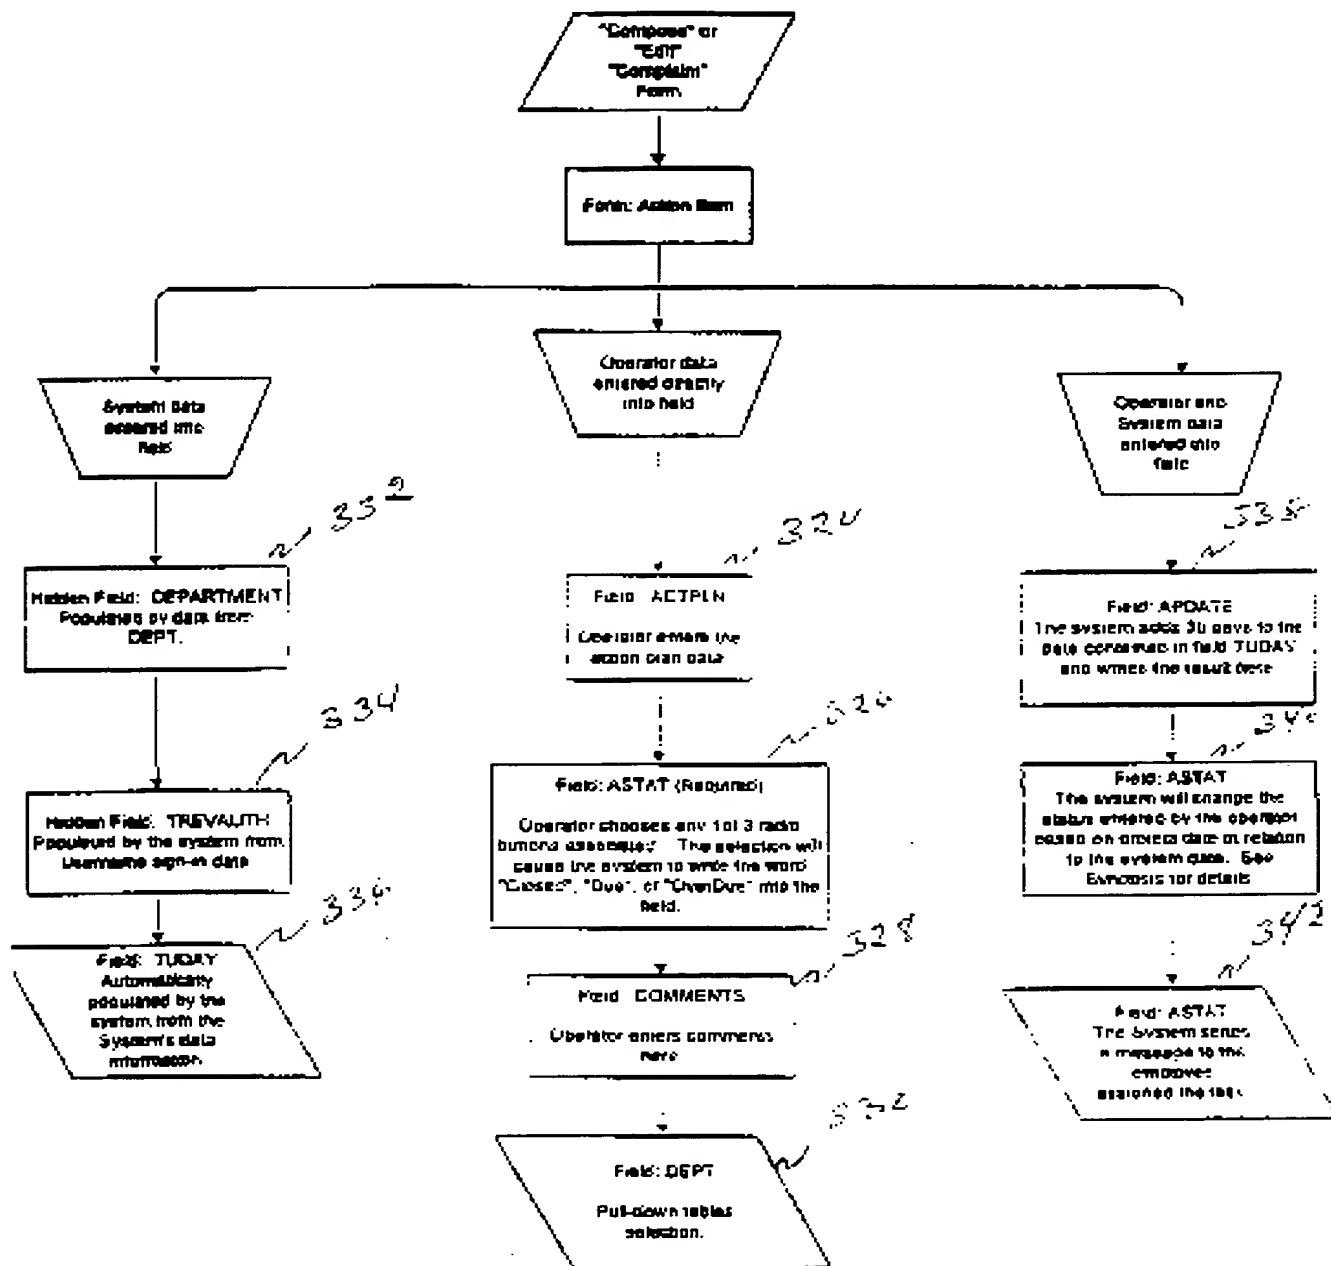 "Compose" or
"Edit"
"Complaint"
Form
Form: Action Item
System data
entered into
field
Operator data
entered directly
into field
Operator and
System data
entered into
field
Hidden Field: DEPARTMENT
Populated by data from
DEPT.
334
Hidden Field: TREVAUTH
Populated by the system from
Username sign-in data
Field: TODAY
Automatically
populated by the
system from the
System's data
information
Field: ACTPLN
Operator enters the
action plan data
Field: ASTAT (Required)
Operator chooses any 1 of 3 radio
buttons associated. The selection will
cause the system to write the word
"Closed", "Due", or "OverDue" into the
field.
328
Field: COMMENTS
Operator enters comments
here
Field: DEPT
Pull-down tables
selection.
Field: APDATE
The system adds 30 days to the
date contained in field TODAY
and writes the result here
Field: ASTAT
The system will change the
status entered by the operator
based on project date in relation
to the system date. See
Synopsis for details
342
Field: ASTAT
The System sends
a message to the
employee
assigned the task